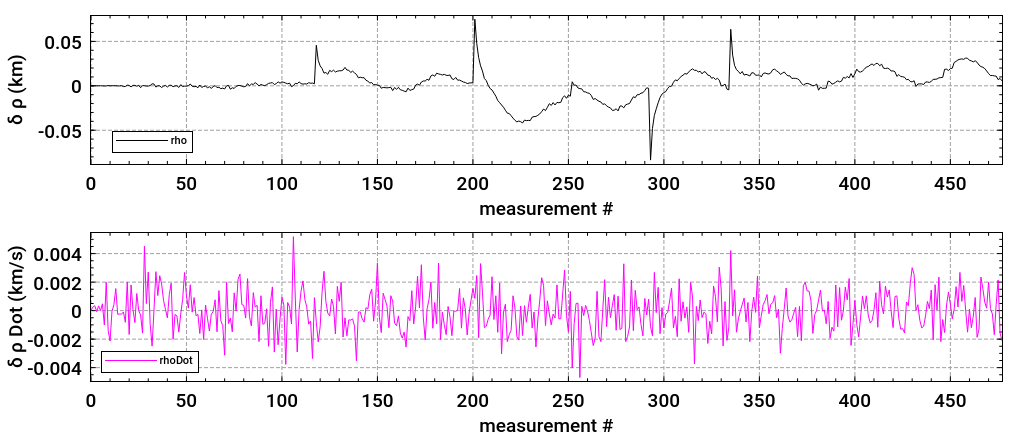 δ ρ (km)
0.05
0
-0.05
rho
0 50 100 150 200 250 300 350 400 450
measurement #
δ ρ Dot (km/s)
0.004
0.002
0
-0.002
-0.004
rhoDot
0 50 100 150 200 250 300 350 400 450
measurement #